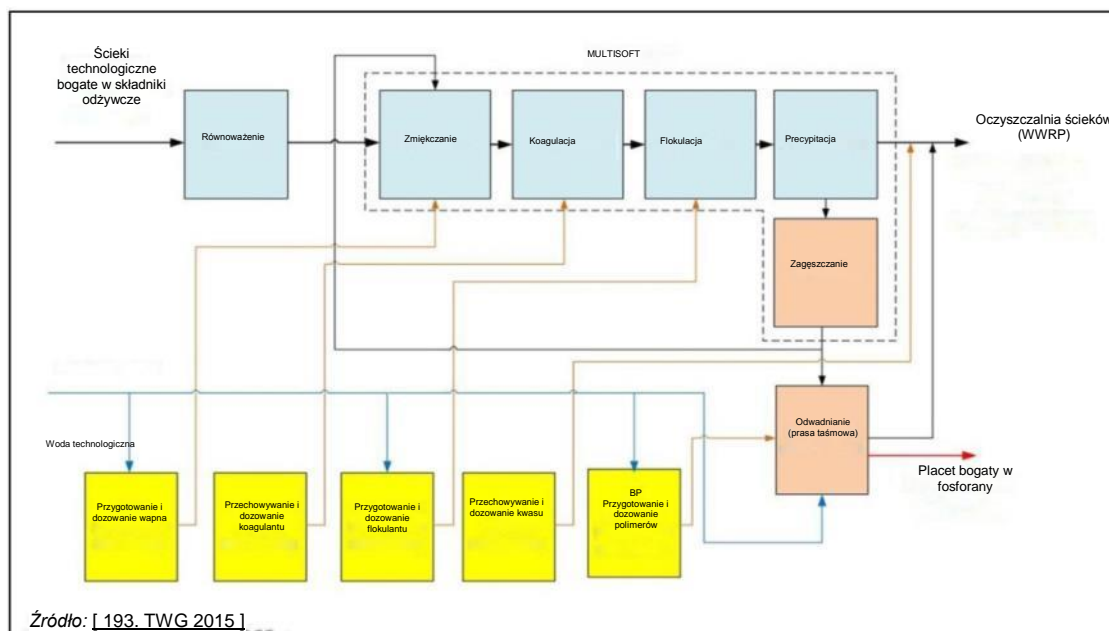 Ścieki
technologiczne
bogate w składniki
odżywcze
MULTISOFT
Równoważenie
Zmiękczanie
Koagulacja
Flokulacja
Precypitacja
Oczyszczalnia ścieków
(WWRP)
Zagęszczanie
Odwadnianie
(prasa taśmowa)
Woda technologiczna
Placet bogaty w
fosforany
Przygotowanie i
dozowanie wapna
Przechowywanie i
dozowanie
koagulantu
Przygotowanie i
dozowanie
flokulantu
Przechowywanie i
dozowanie kwasu
BP
Przygotowanie i
dozowanie
polimerów
Źródło: [ 193. TWG 2015 ]